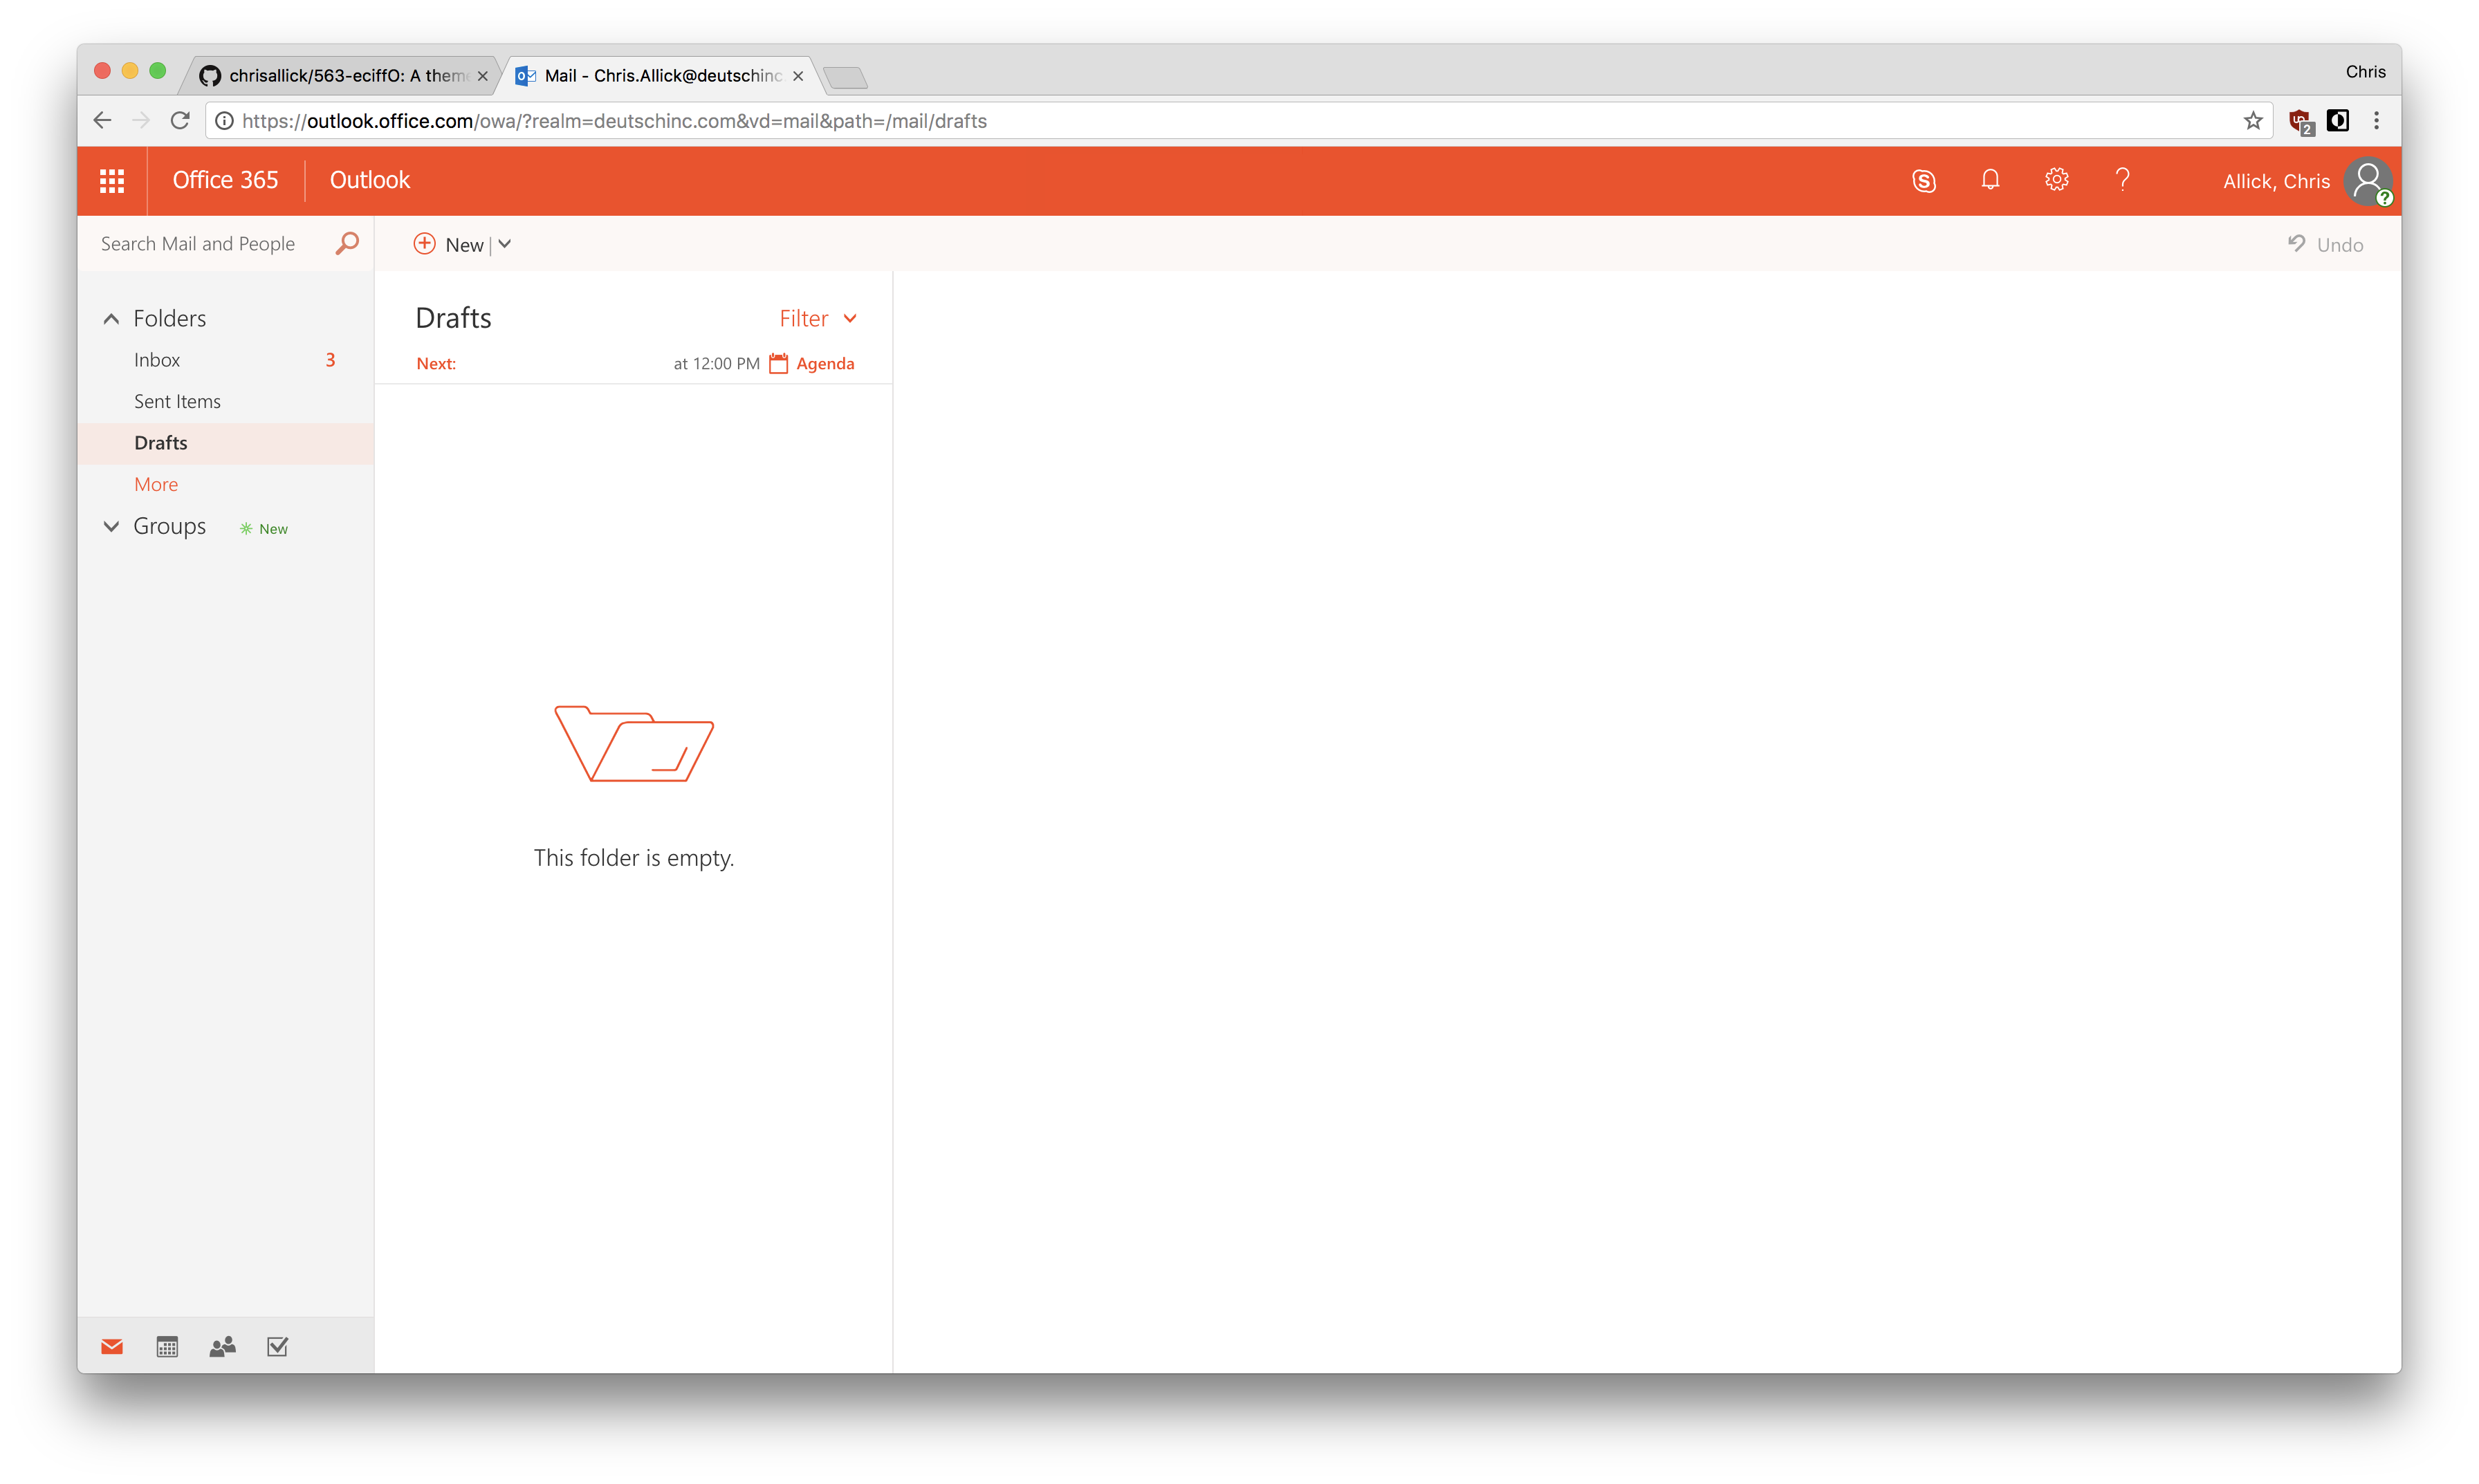 chrisallick/563-eciffO: A them
Mail - Chris.Allick@deutschinc
Chris
https://outlook.office.com/owa/?realm=deutschinc.com&vd=mail&path=/mail/drafts
2
Office 365
Outlook
Allick, Chris
Search Mail and People
New
Undo
Folders
Inbox 3
Sent Items
Drafts
More
Groups New
Drafts
Filter
Next: at 12:00 PM Agenda
This folder is empty.